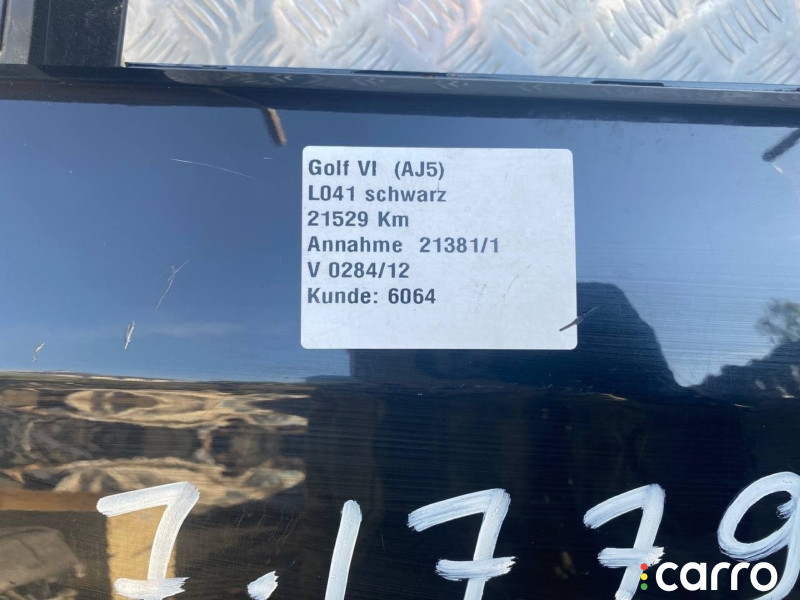 Golf VI (AJ5)
L041 schwarz
21529 Km
Annahme 21381/1
V 0284/12
Kunde: 6064
7.1779
carro